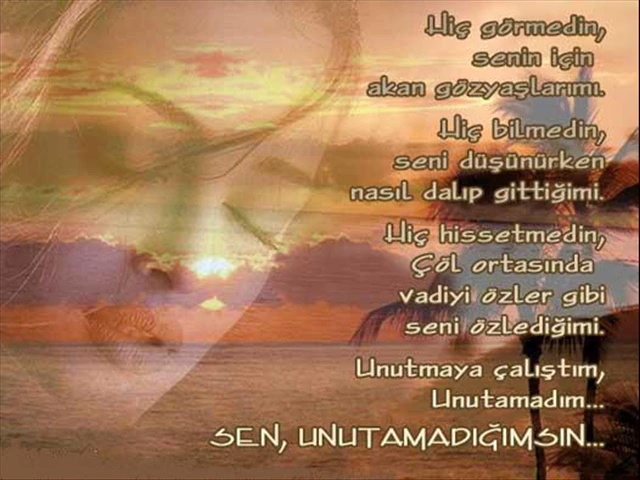 Hiç görmedin,
senin için
akan gözyaşlarımı.
Hiç bilmedin,
seni düşünürken
nasıl dalıp gittiğimi.
Hiç hissetmedin,
Çöl ortasında
vadiyi özler gibi
seni özlediğimi.
Unutmaya çalıştım,
Unutamadım...
SEN, UNUTAMADIĞIMSIN...